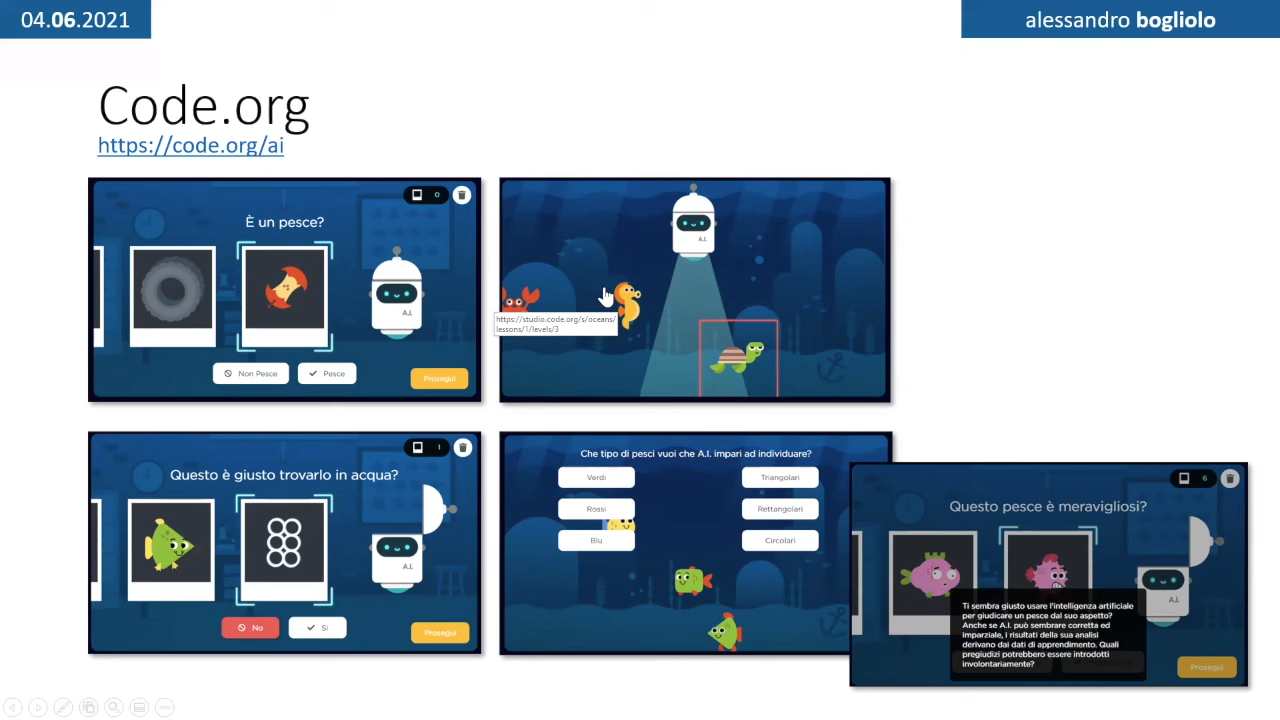 04.06.2021
alessandro bogliolo
Code.org
https://code.org/ai
0
È un pesce?
A.I.
Non Pesce
Pesce
Prosegui
A.I.
https://studio.code.org/s/oceans/
lessons/1/levels/3
1
Questo è giusto trovarlo in acqua?
A.I.
No
Sì
Prosegui
Che tipo di pesci vuoi che A.I. impari ad individuare?
Verdi
Triangolari
Rossi
Rettangolari
Blu
Circolari
6
Questo pesce è meravigliosi?
A.I.
Ti sembra giusto usare l'intelligenza artificiale
per giudicare un pesce dal suo aspetto?
Anche se A.I. può sembrare corretta ed
imparziale, i risultati della sua analisi
derivano dai dati di apprendimento. Quali
pregiudizi potrebbero essere introdotti
involontariamente?
Prosegui